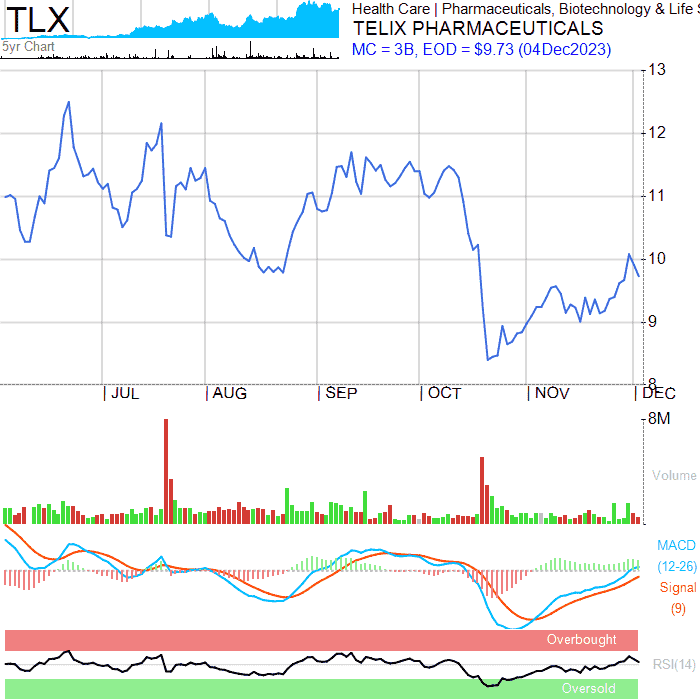 TLX
5yr Chart
Health Care | Pharmaceuticals, Biotechnology & Life S
TELIX PHARMACEUTICALS
MC = 3B, EOD = $9.73 (04Dec2023)
13
12
11
10
9
8
JUL AUG SEP OCT NOV DEC
8M
Volume
MACD
(12-26)
Signal
(9)
Overbought
RSI(14)
Oversold